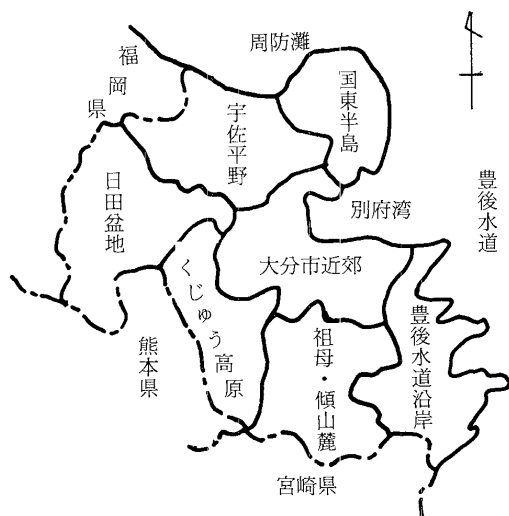 周防灘
福岡県
国東半島
宇佐平野
豊後水道
日田盆地
別府湾
大分市近郊
くじゅう高原
豊後水道沿岸
祖母・傾山麓
熊本県
宮崎県